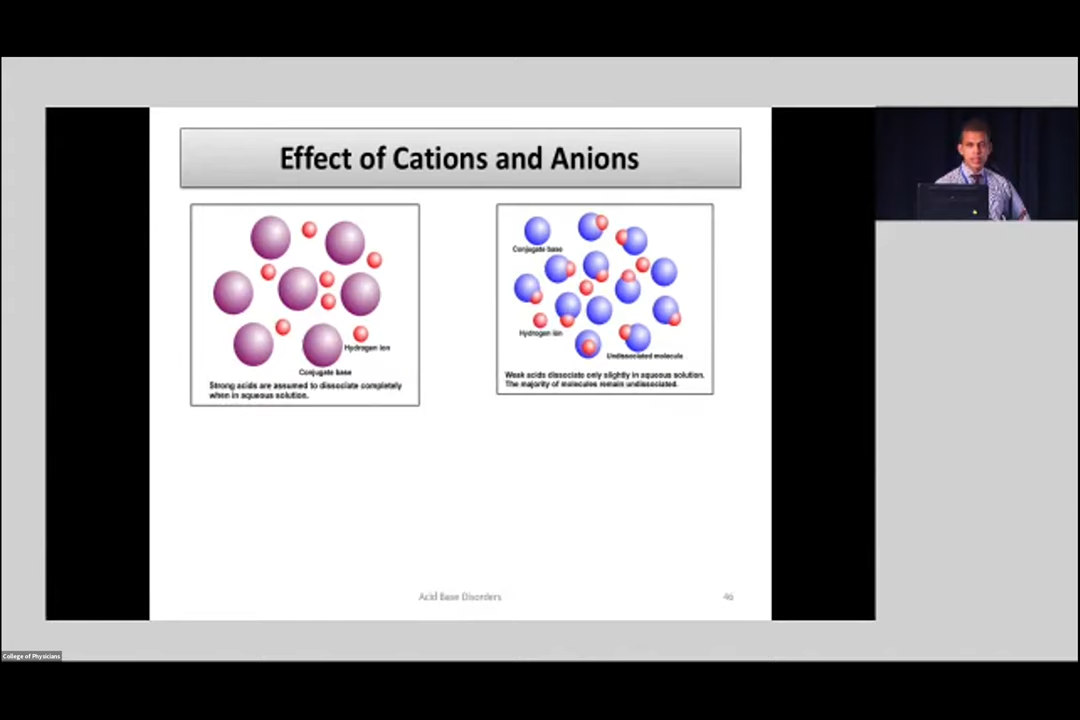 Effect of Cations and Anions
Hydrogen ion
Conjugate base
Strong acids are assumed to dissociate completely
when in aqueous solution.
Conjugate base
Hydrogen ion
Undissociated molecule
Weak acids dissociate only slightly in aqueous solution.
The majority of molecules remain undissociated.
Acid Base Disorders
46
College of Physicians